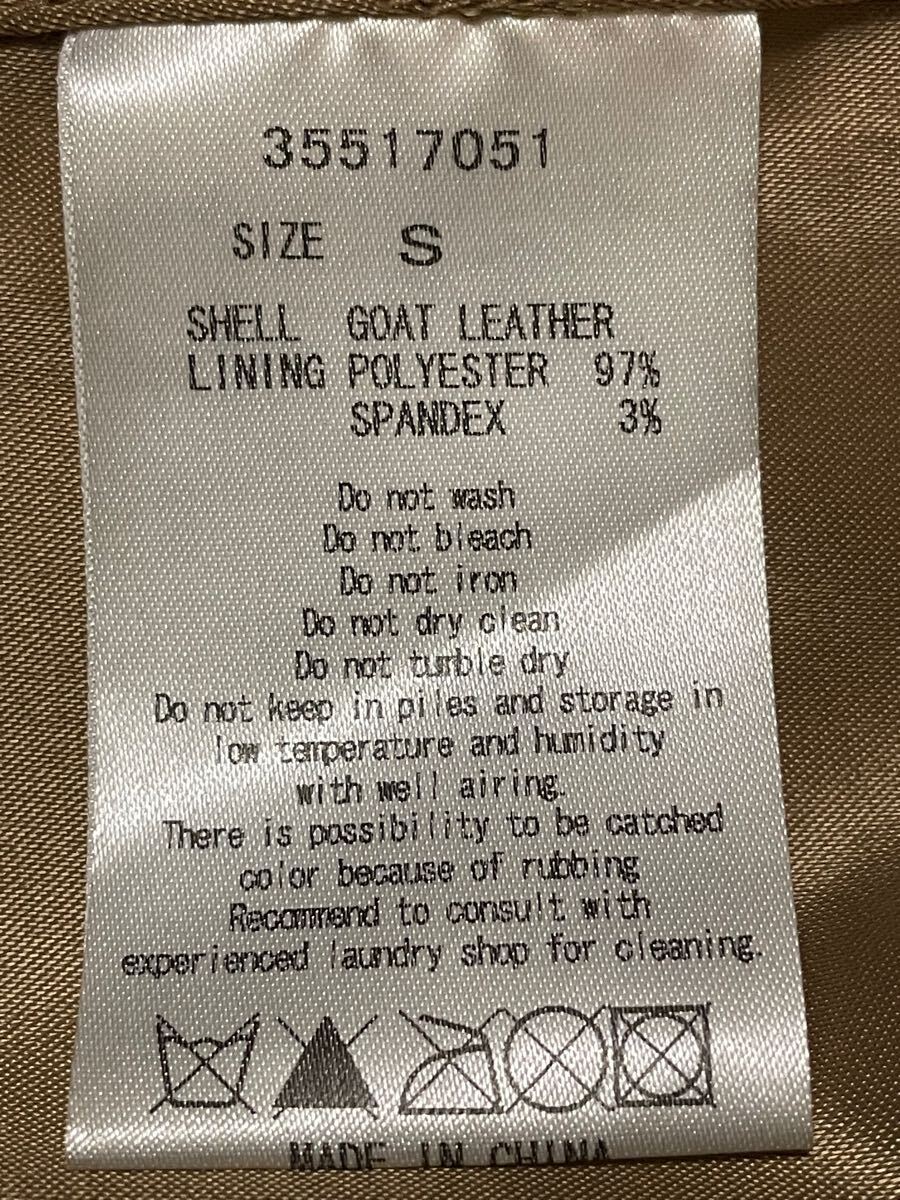 35517051
SIZE S
SHELL GOAT LEATHER
LINING POLYESTER 97%
SPANDEX 3%
Do not wash
Do not bleach
Do not iron
Do not dry clean
Do not tumble dry
Do not keep in piles and storage in
low temperature and humidity
with well airing.
There is possibility to be catched
color because of rubbing
Recommend to consult with
experienced laundry shop for cleaning.
MADE IN CHINA